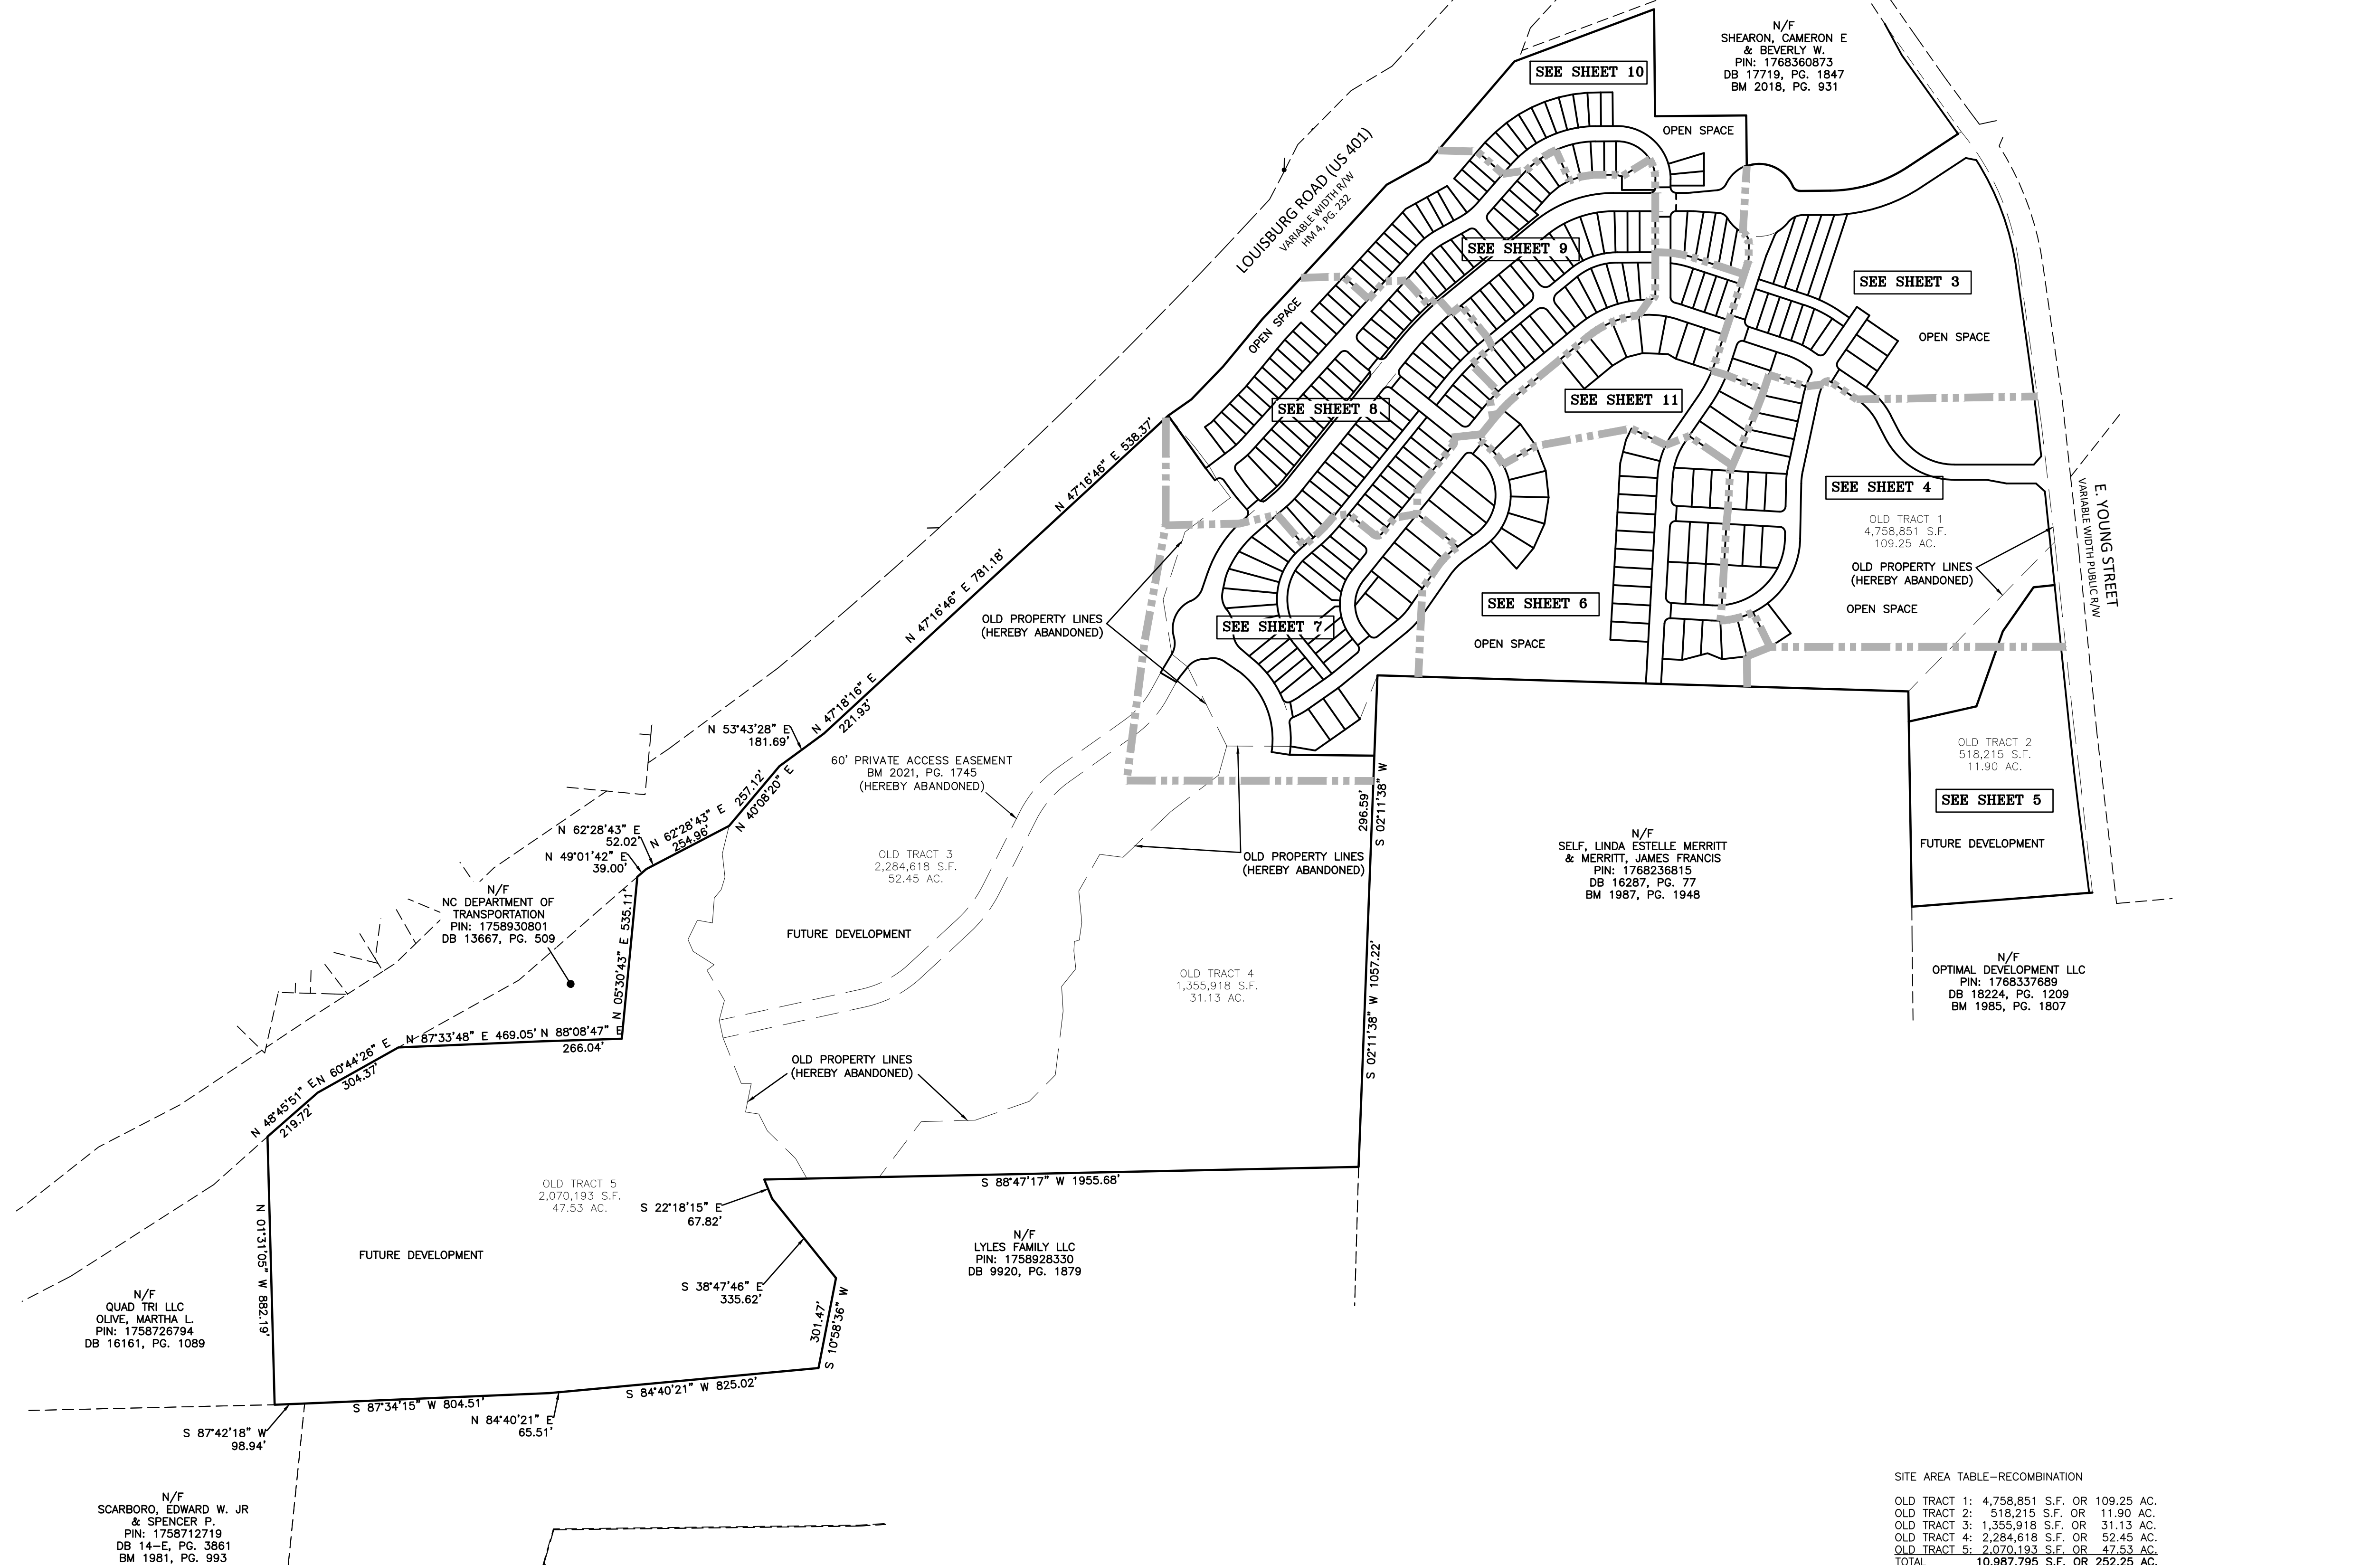 N/F
SHEARON, CAMERON E
& BEVERLY W.
PIN: 1768360873
DB 17719, PG. 1847
BM 2018, PG. 931
SEE SHEET 10
OPEN SPACE
LOUISBURG ROAD (US 401)
VARIABLE WIDTH R/W
HM 4, PG. 232
SEE SHEET 9
SEE SHEET 3
OPEN SPACE
OPEN SPACE
SEE SHEET 8
SEE SHEET 11
N 47°16'46" E 538.37'
SEE SHEET 4
OLD TRACT 1
4,758,851 S.F.
109.25 AC.
OLD PROPERTY LINES
(HEREBY ABANDONED)
OPEN SPACE
E. YOUNG STREET
VARIABLE WIDTH PUBLIC R/W
N 47°16'46" E 781.18'
OLD PROPERTY LINES
(HEREBY ABANDONED)
SEE SHEET 7
SEE SHEET 6
OPEN SPACE
N 47°18'16" E
221.93'
N 53°43'28" E
181.69'
60' PRIVATE ACCESS EASEMENT
BM 2021, PG. 1745
(HEREBY ABANDONED)
OLD TRACT 2
518,215 S.F.
11.90 AC.
SEE SHEET 5
FUTURE DEVELOPMENT
257.12'
N 40°08'20" E
N 62°28'43" E
254.96'
N 62°28'43" E
52.02'
N 49°01'42" E
39.00'
296.59'
S 02°11'38" W
OLD TRACT 3
2,284,618 S.F.
52.45 AC.
OLD PROPERTY LINES
(HEREBY ABANDONED)
N/F
SELF, LINDA ESTELLE MERRITT
& MERRITT, JAMES FRANCIS
PIN: 1768236815
DB 16287, PG. 77
BM 1987, PG. 1948
N/F
NC DEPARTMENT OF
TRANSPORTATION
PIN: 1758930801
DB 13667, PG. 509
N 05°30'43" E 535.11'
FUTURE DEVELOPMENT
OLD TRACT 4
1,355,918 S.F.
31.13 AC.
S 02°11'38" W 1057.22'
N/F
OPTIMAL DEVELOPMENT LLC
PIN: 1768337689
DB 18224, PG. 1209
BM 1985, PG. 1807
N 87°33'48" E 469.05'
N 88°08'47" E
266.04'
N 60°44'26" E
304.37'
N 48°45'51" E
219.72'
OLD PROPERTY LINES
(HEREBY ABANDONED)
S 88°47'17" W 1955.68'
OLD TRACT 5
2,070,193 S.F.
47.53 AC.
S 22°18'15" E
67.82'
N 01°31'05" W 882.19'
FUTURE DEVELOPMENT
N/F
LYLES FAMILY LLC
PIN: 1758928330
DB 9920, PG. 1879
S 38°47'46" E
335.62'
301.47'
S 10°58'36" W
N/F
QUAD TRI LLC
OLIVE, MARTHA L.
PIN: 1758726794
DB 16161, PG. 1089
S 84°40'21" W 825.02'
S 87°34'15" W 804.51'
N 84°40'21" E
65.51'
S 87°42'18" W
98.94'
N/F
SCARBORO, EDWARD W. JR
& SPENCER P.
PIN: 1758712719
DB 14-E, PG. 3861
BM 1981, PG. 993
SITE AREA TABLE-RECOMBINATION
OLD TRACT 1: 4,758,851 S.F. OR 109.25 AC.
OLD TRACT 2: 518,215 S.F. OR 11.90 AC.
OLD TRACT 3: 1,355,918 S.F. OR 31.13 AC.
OLD TRACT 4: 2,284,618 S.F. OR 52.45 AC.
OLD TRACT 5: 2,070,193 S.F. OR 47.53 AC.
TOTAL 10,987,795 S.F. OR 252.25 AC.